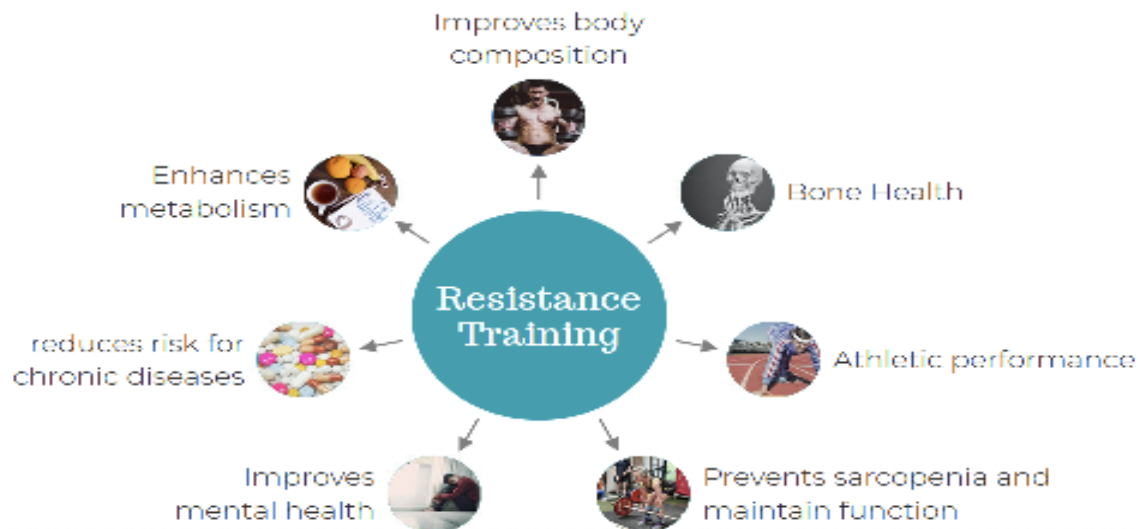 Improves body
composition
Enhances
metabolism
Bone Health
Resistance
Training
reduces risk for
chronic diseases
Athletic performance
Improves
mental health
Prevents sarcopenia and
maintain function